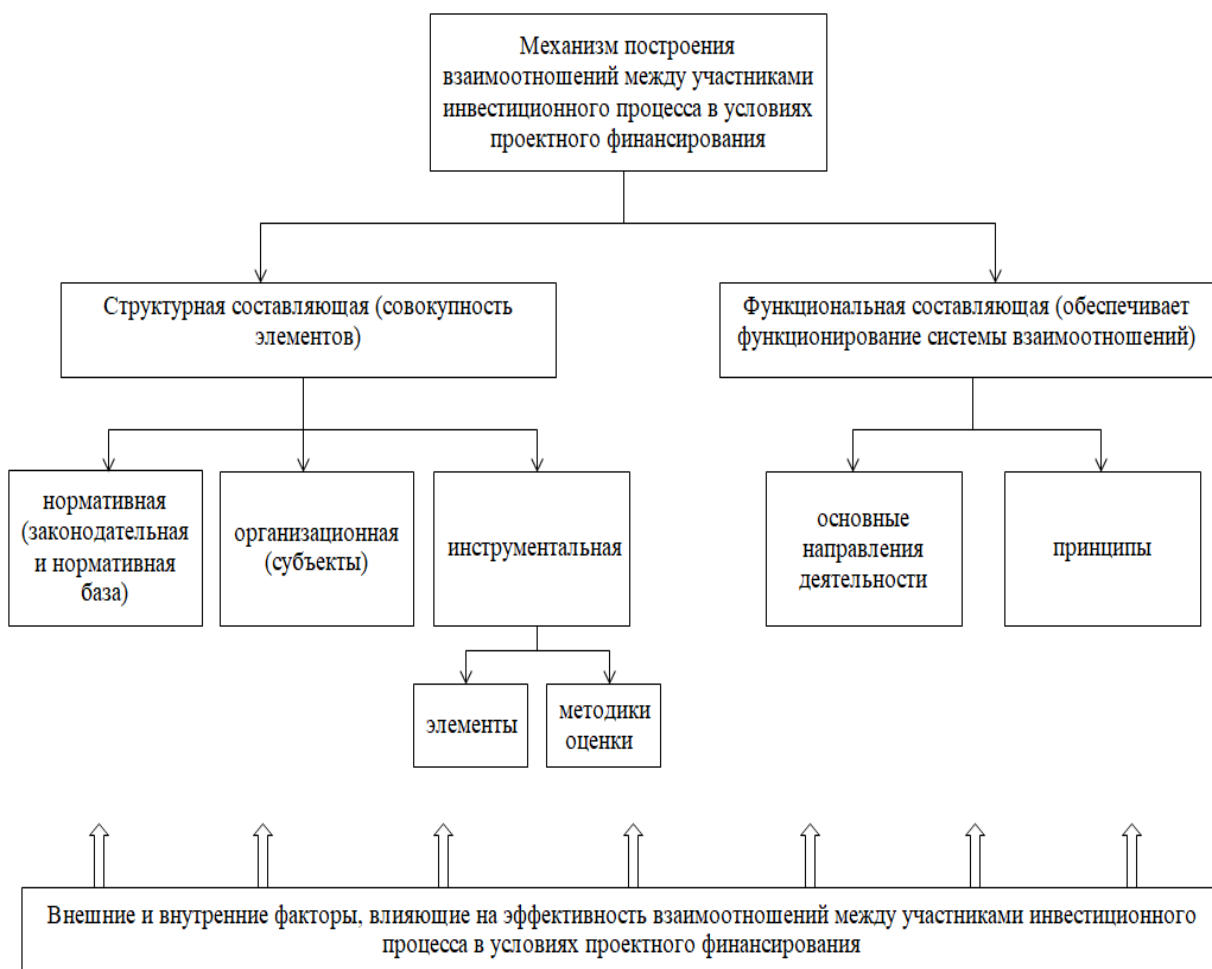 Механизм построения
взаимоотношений между участниками
инвестиционного процесса в условиях
проектного финансирования
Структурная составляющая (совокупность
элементов)
Функциональная составляющая (обеспечивает
функционирование системы взаимоотношений)
нормативная
(законодательная
и нормативная
база)
организационная
(субъекты)
инструментальная
основные
направления
деятельности
принципы
элементы
методики
оценки
Внешние и внутренние факторы, влияющие на эффективность взаимоотношений между участниками инвестиционного
процесса в условиях проектного финансирования